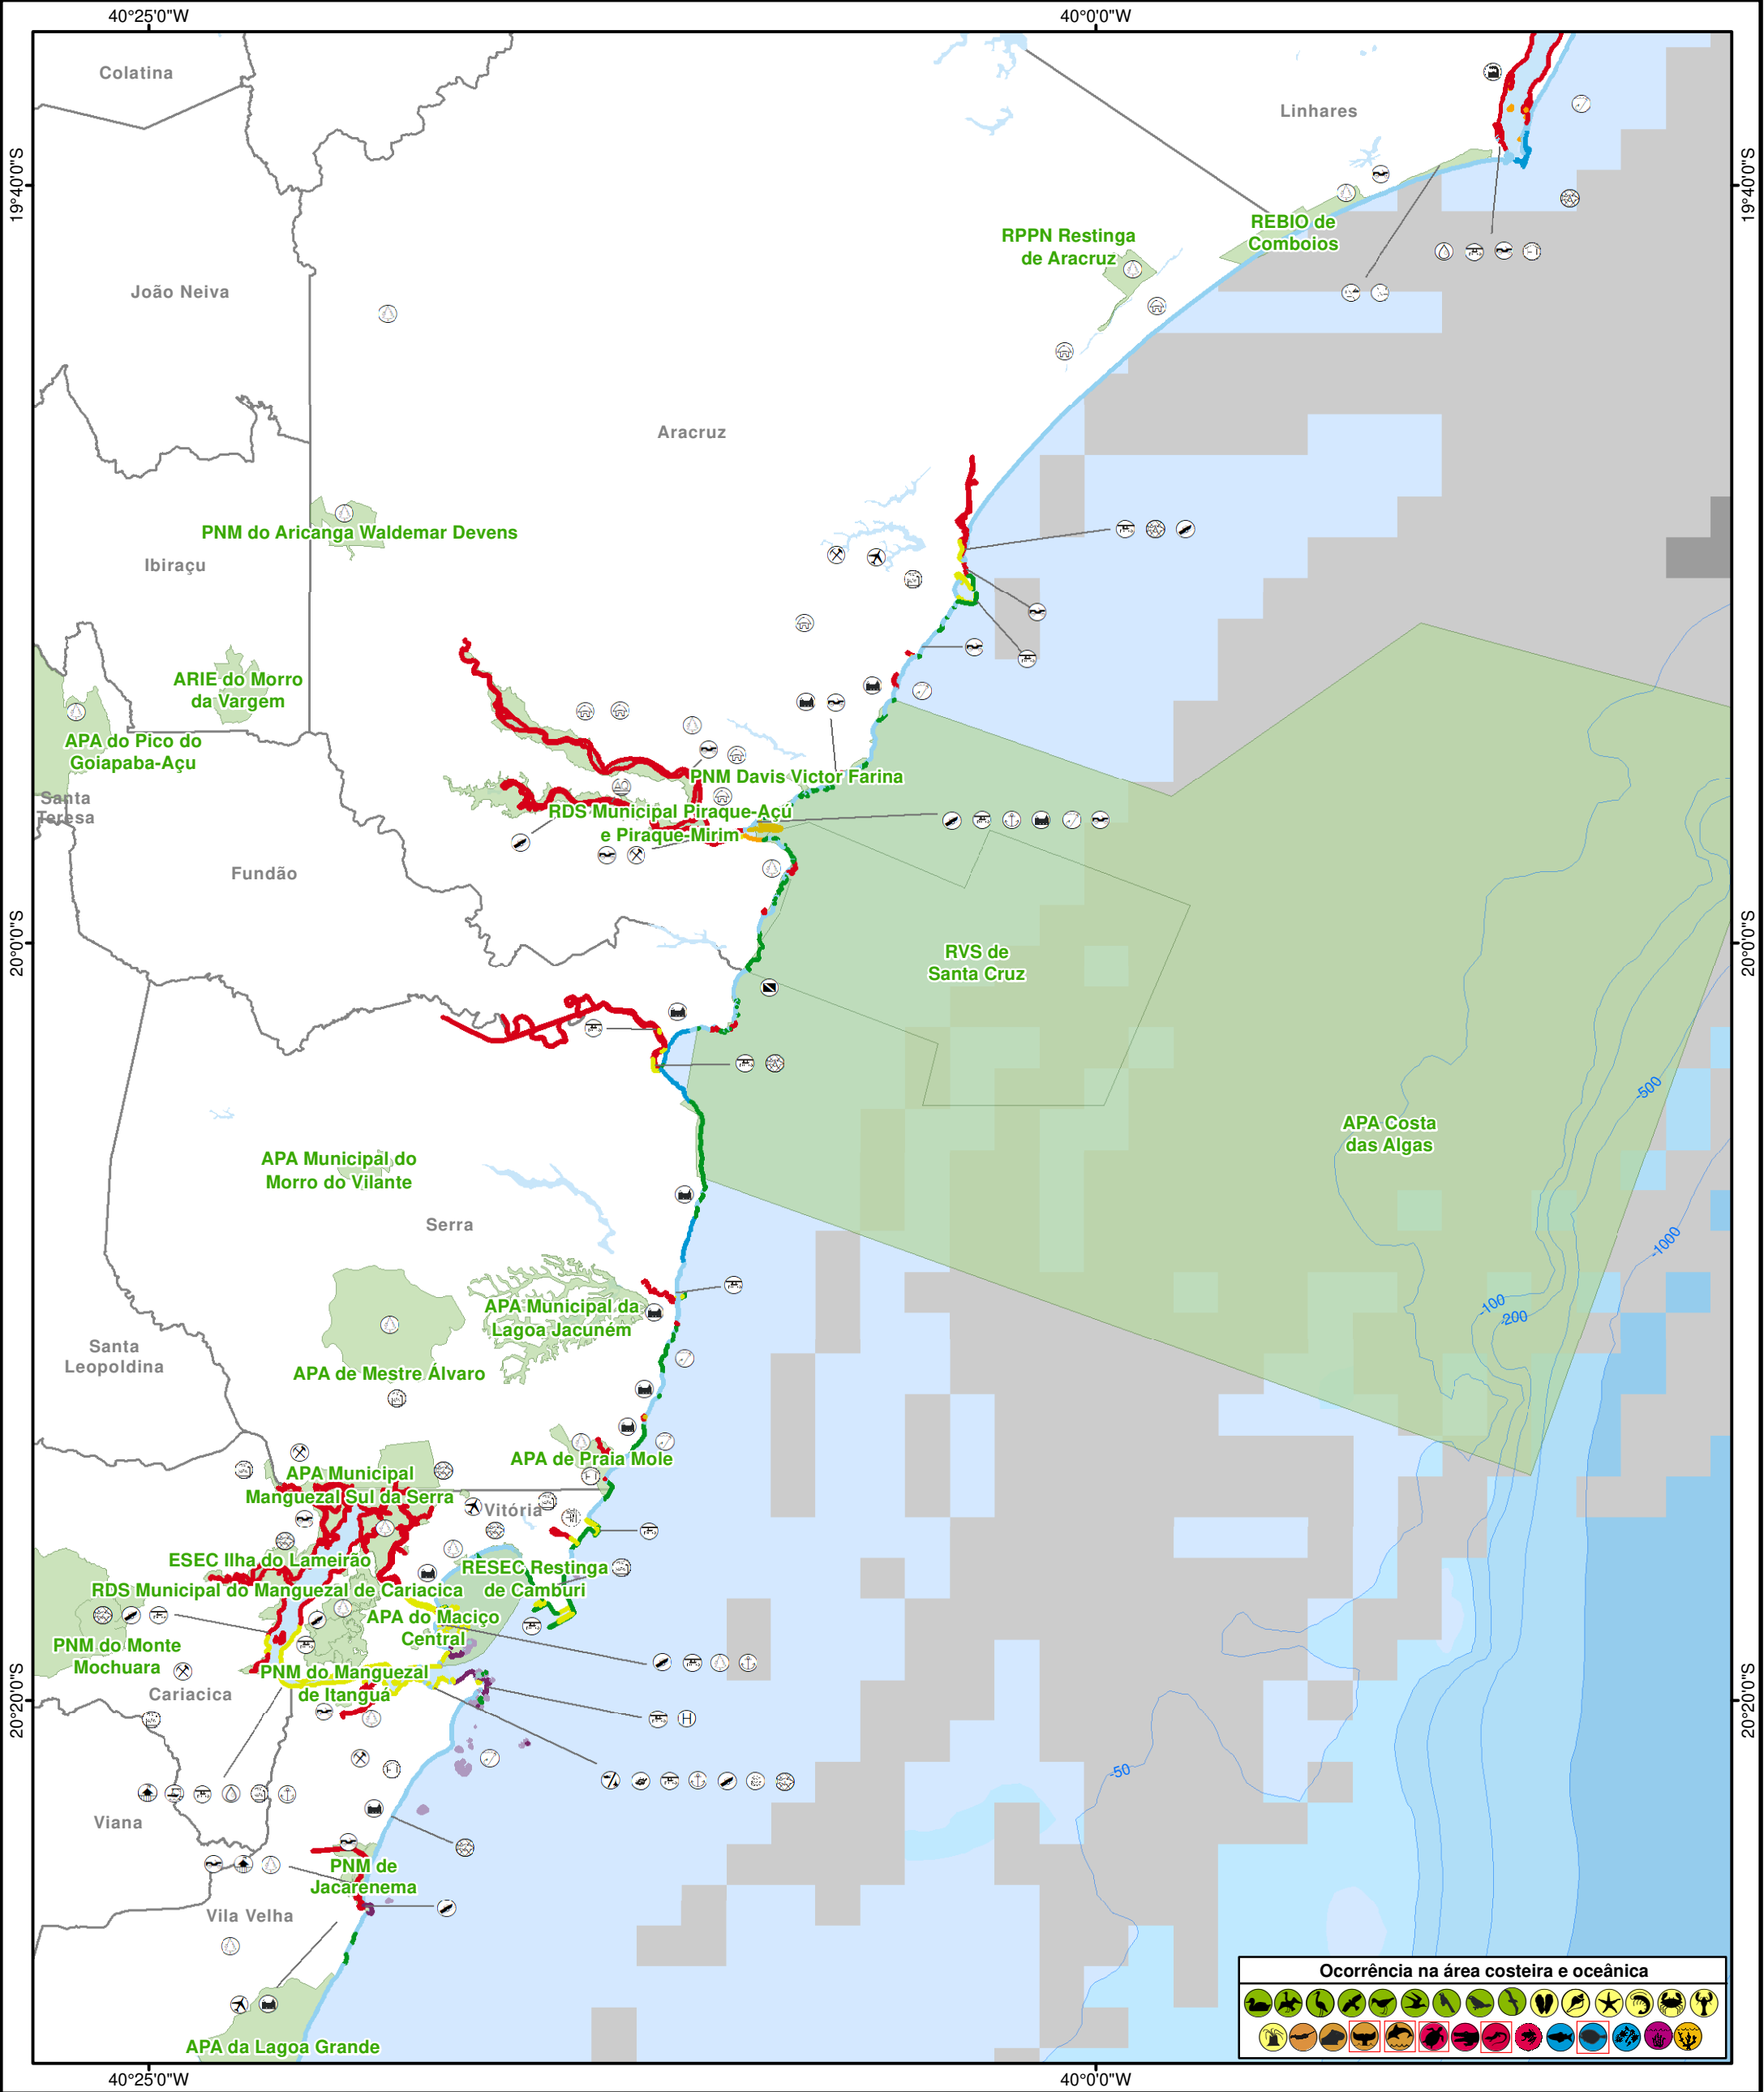 40°25'0"W
40°0'0"W
Colatina
Linhares
19°40'0"S
19°40'0"S
REBIO de
Comboios
RPPN Restinga
de Aracruz
João Neiva
Aracruz
PNM do Aricanga Waldemar Devens
Ibiraçu
ARIE do Morro
da Vargem
APA do Pico do
Goiapaba-Açu
PNM Davis Victor Farina
Santa
Teresa
RDS Municipal Piraque-Açú
e Piraque-Mirim
Fundão
20°0'0"S
20°0'0"S
RVS de
Santa Cruz
-500
APA Costa
das Algas
APA Municipal do
Morro do Vilante
Serra
-1000
-100
-200
APA Municipal da
Lagoa Jacuném
Santa
Leopoldina
APA de Mestre Álvaro
APA de Praia Mole
APA Municipal
Manguezal Sul da Serra
Vitória
ESEC Ilha do Lameirão
RESEC Restinga
de Camburi
RDS Municipal do Manguezal de Cariacica
APA do Maciço
Central
PNM do Monte
Mochuara
PNM do Manguezal
de Itanguá
Cariacica
20°20'0"S
20°20'0"S
H
-50
Viana
PNM de
Jacarenema
Vila Velha
APA da Lagoa Grande
Ocorrência na área costeira e oceânica
40°25'0"W
40°0'0"W